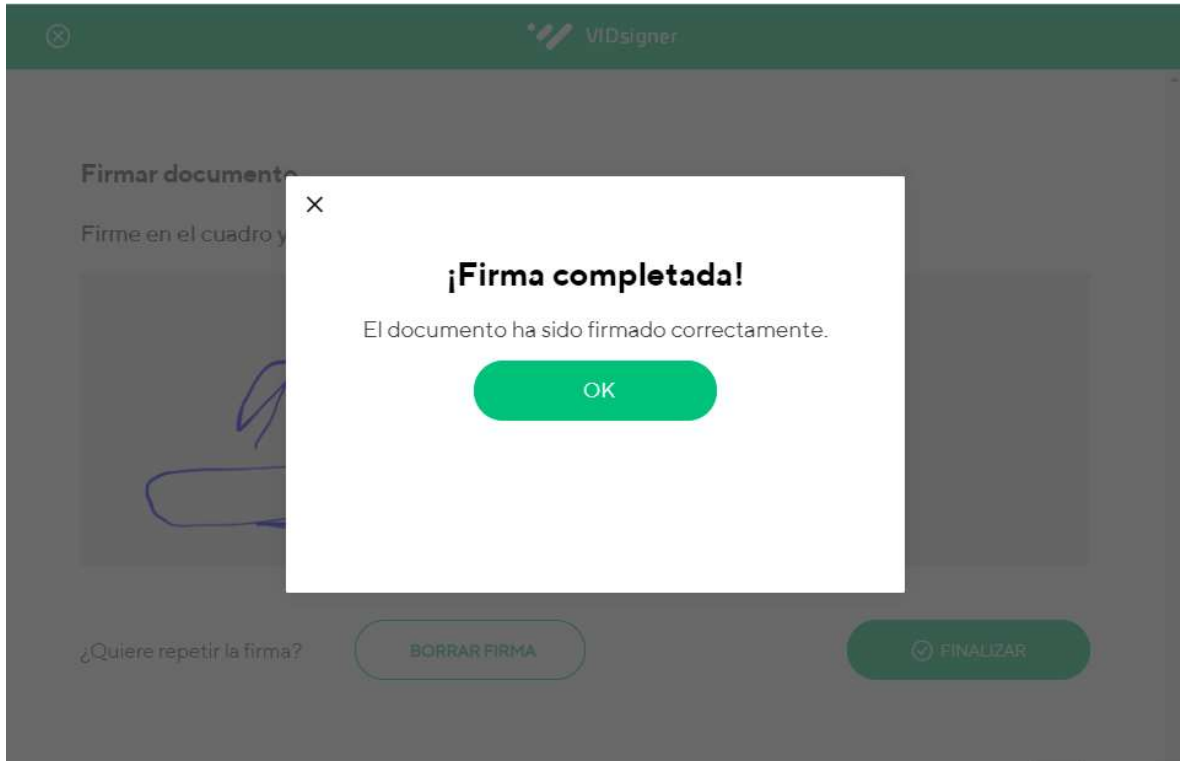 VIDsigner
Firmar documento
Firme en el cuadro y
¡Firma completada!
El documento ha sido firmado correctamente.
OK
¿Quiere repetir la firma?
BORRAR FIRMA
FINALIZAR